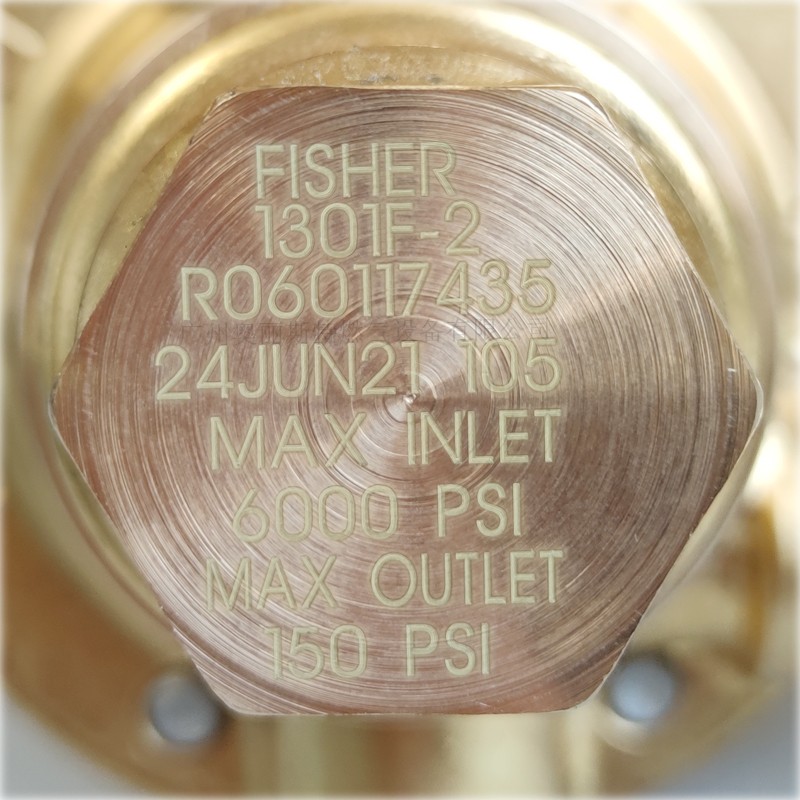 FISHER
1301F-2
R060117435
24JUN21 105
MAX INLET
6000 PSI
MAX OUTLET
150 PSI